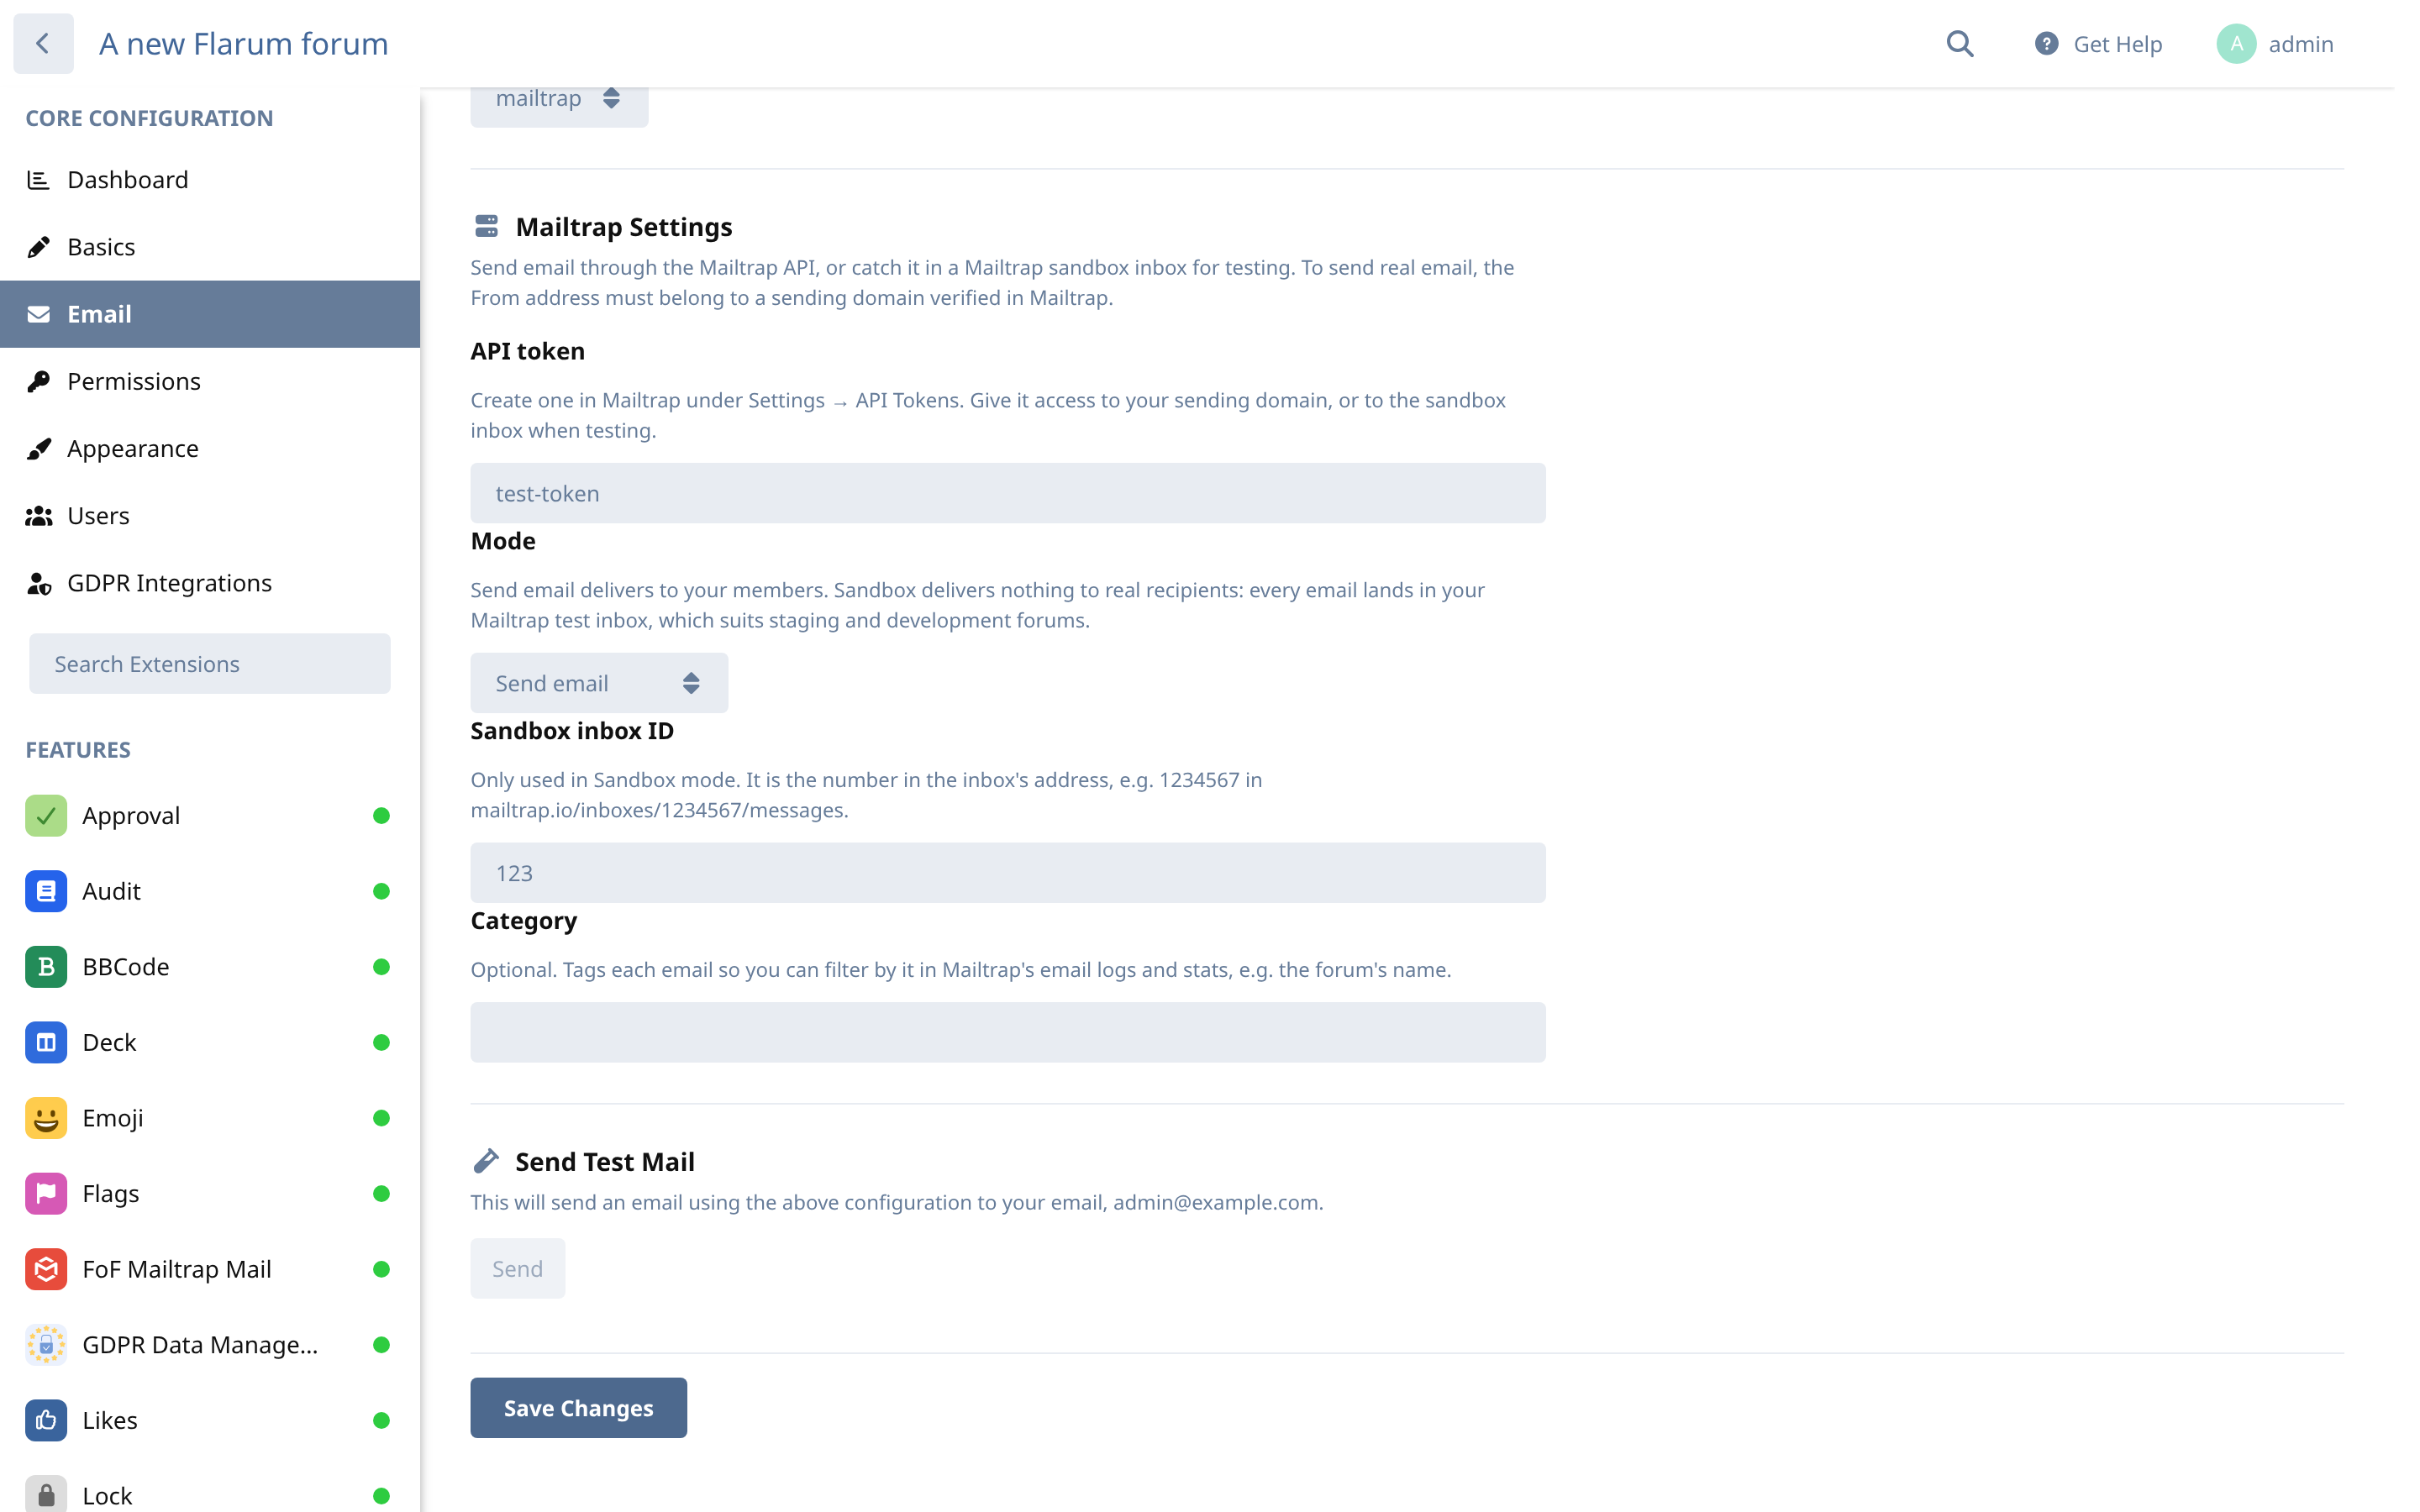 A new Flarum forum
Get Help
A
admin
CORE CONFIGURATION
Dashboard
Basics
Email
Permissions
Appearance
Users
GDPR Integrations
Search Extensions
FEATURES
Approval
Audit
BBCode
Deck
Emoji
Flags
FoF Mailtrap Mail
GDPR Data Manage...
Likes
Lock
mailtrap
Mailtrap Settings
Send email through the Mailtrap API, or catch it in a Mailtrap sandbox inbox for testing. To send real email, the
From address must belong to a sending domain verified in Mailtrap.
API token
Create one in Mailtrap under Settings → API Tokens. Give it access to your sending domain, or to the sandbox
inbox when testing.
test-token
Mode
Send email delivers to your members. Sandbox delivers nothing to real recipients: every email lands in your
Mailtrap test inbox, which suits staging and development forums.
Send email
Sandbox inbox ID
Only used in Sandbox mode. It is the number in the inbox's address, e.g. 1234567 in
mailtrap.io/inboxes/1234567/messages.
123
Category
Optional. Tags each email so you can filter by it in Mailtrap's email logs and stats, e.g. the forum's name.
Send Test Mail
This will send an email using the above configuration to your email, admin@example.com.
Send
Save Changes